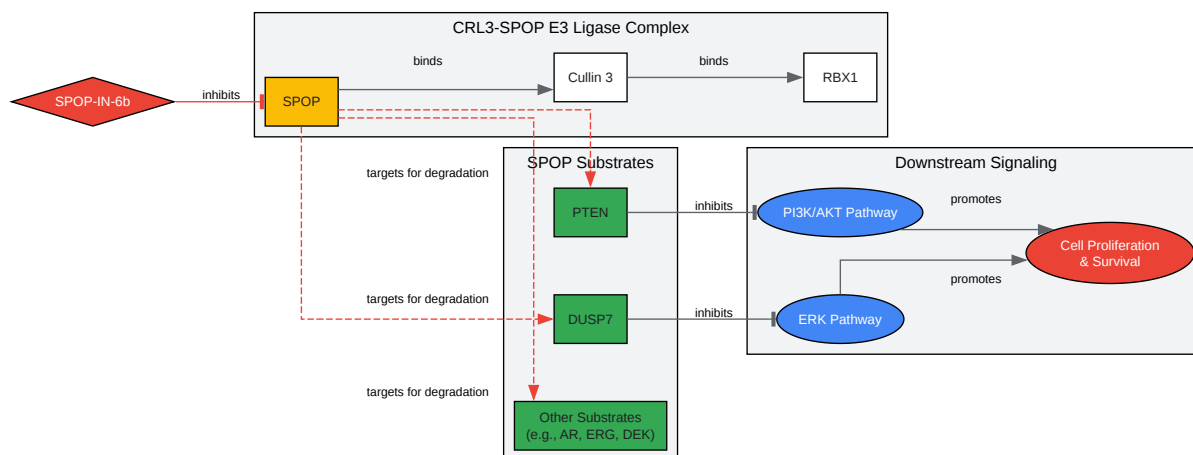 CRL3-SPOP E3 Ligase Complex
SPOP-IN-6b
inhibits
SPOP
binds
Cullin 3
binds
RBX1
SPOP Substrates
targets for degradation
PTEN
inhibits
targets for degradation
DUSP7
inhibits
targets for degradation
Other Substrates
(e.g., AR, ERG, DEK)
Downstream Signaling
PI3K/AKT Pathway
promotes
Cell Proliferation
& Survival
promotes
ERK Pathway